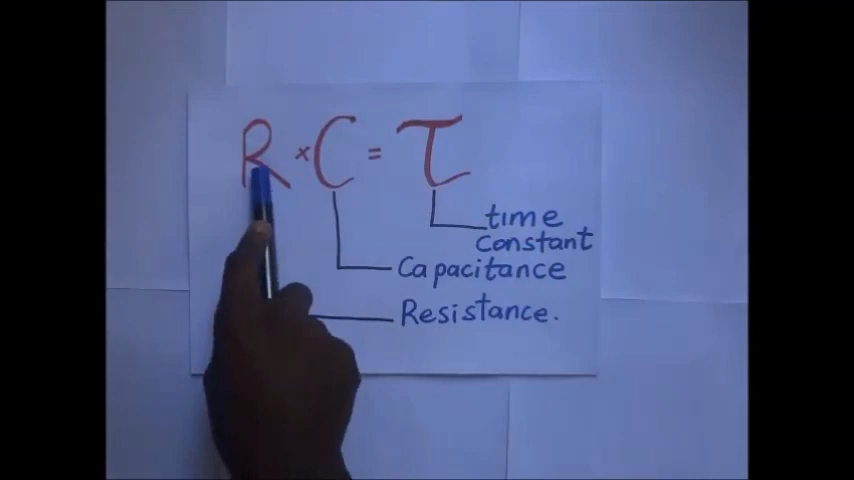 R × C = τ
time
constant
Capacitance
Resistance.